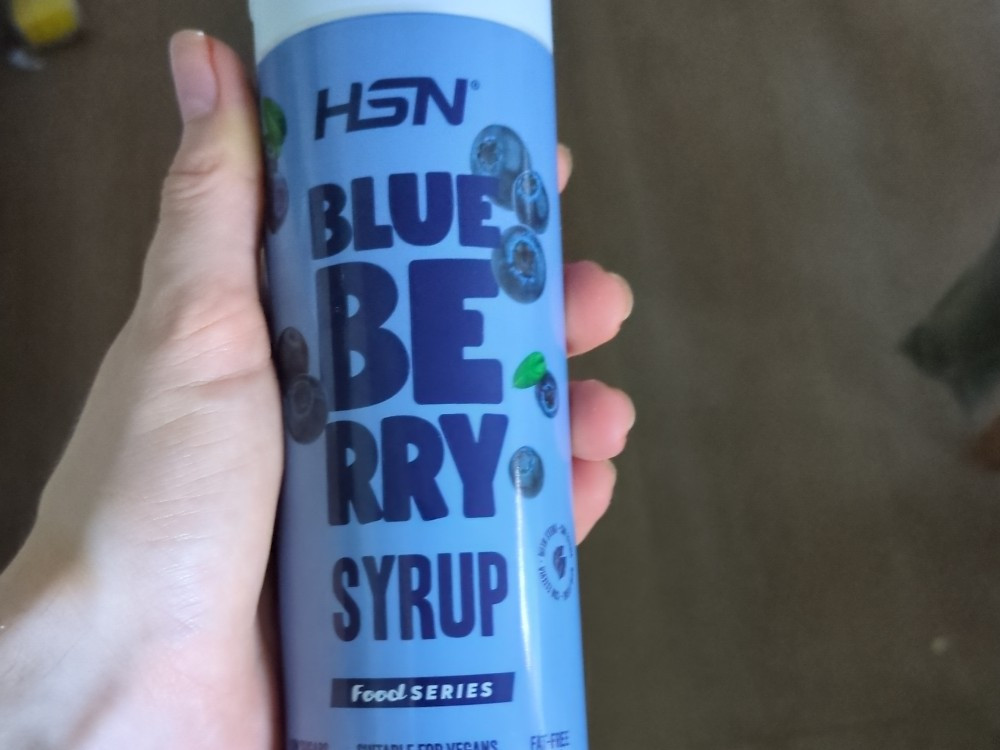 HSN®
BLUE
BE
RRY
SYRUP
Food SERIES
SUITABLE FOR VEGANS
FAT-FREE